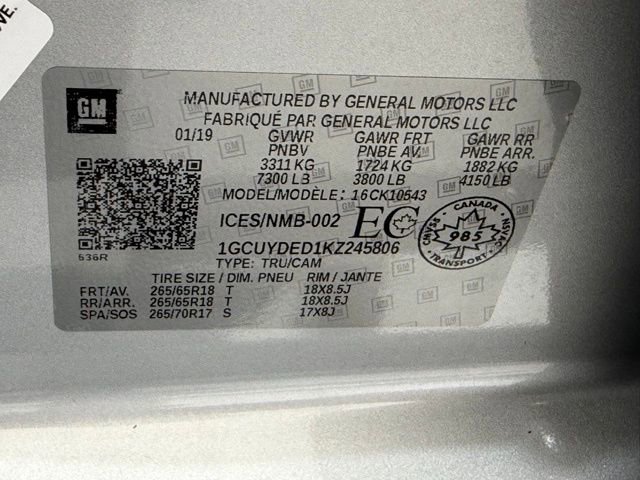 VE.
GM
MANUFACTURED BY GENERAL MOTORS LLC
FABRIQUÉ PAR GENERAL MOTORS LLC
01/19 GVWR GAWR FRT GAWR RR
PNBV PNBE AV. PNBE ARR.
3311 KG 1724 KG 1882 KG
7300 LB 3800 LB 4150 LB
MODEL/MODÈLE: 16CK10543
ICES/NMB-002 EC
CANADA
985
TRANSPORT
1GCUYDED1KZ245806
636R
TYPE: TRU/CAM
TIRE SIZE / DIM. PNEU RIM / JANTE
FRT/AV. 265/65R18 T 18X8.5J
RR/ARR. 265/65R18 T 18X8.5J
SPA/SOS 265/70R17 S 17X8J